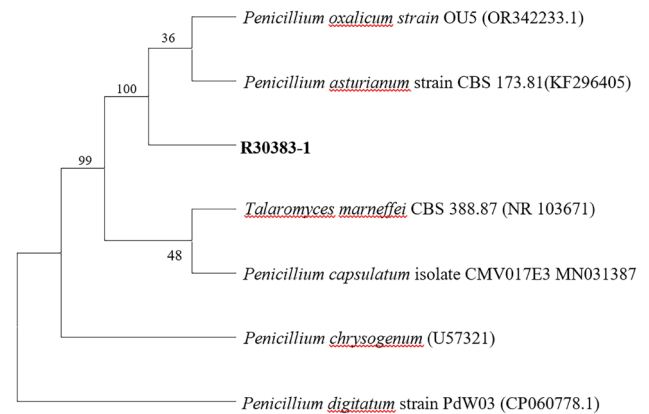 36
Penicillium oxalicum strain OU5 (OR342233.1)
100
Penicillium asturianum strain CBS 173.81(KF296405)
R30383-1
99
Talaromyces marneffei CBS 388.87 (NR 103671)
48
Penicillium capsulatum isolate CMV017E3 MN031387
Penicillium chrysogenum (U57321)
Penicillium digitatum strain PdW03 (CP060778.1)